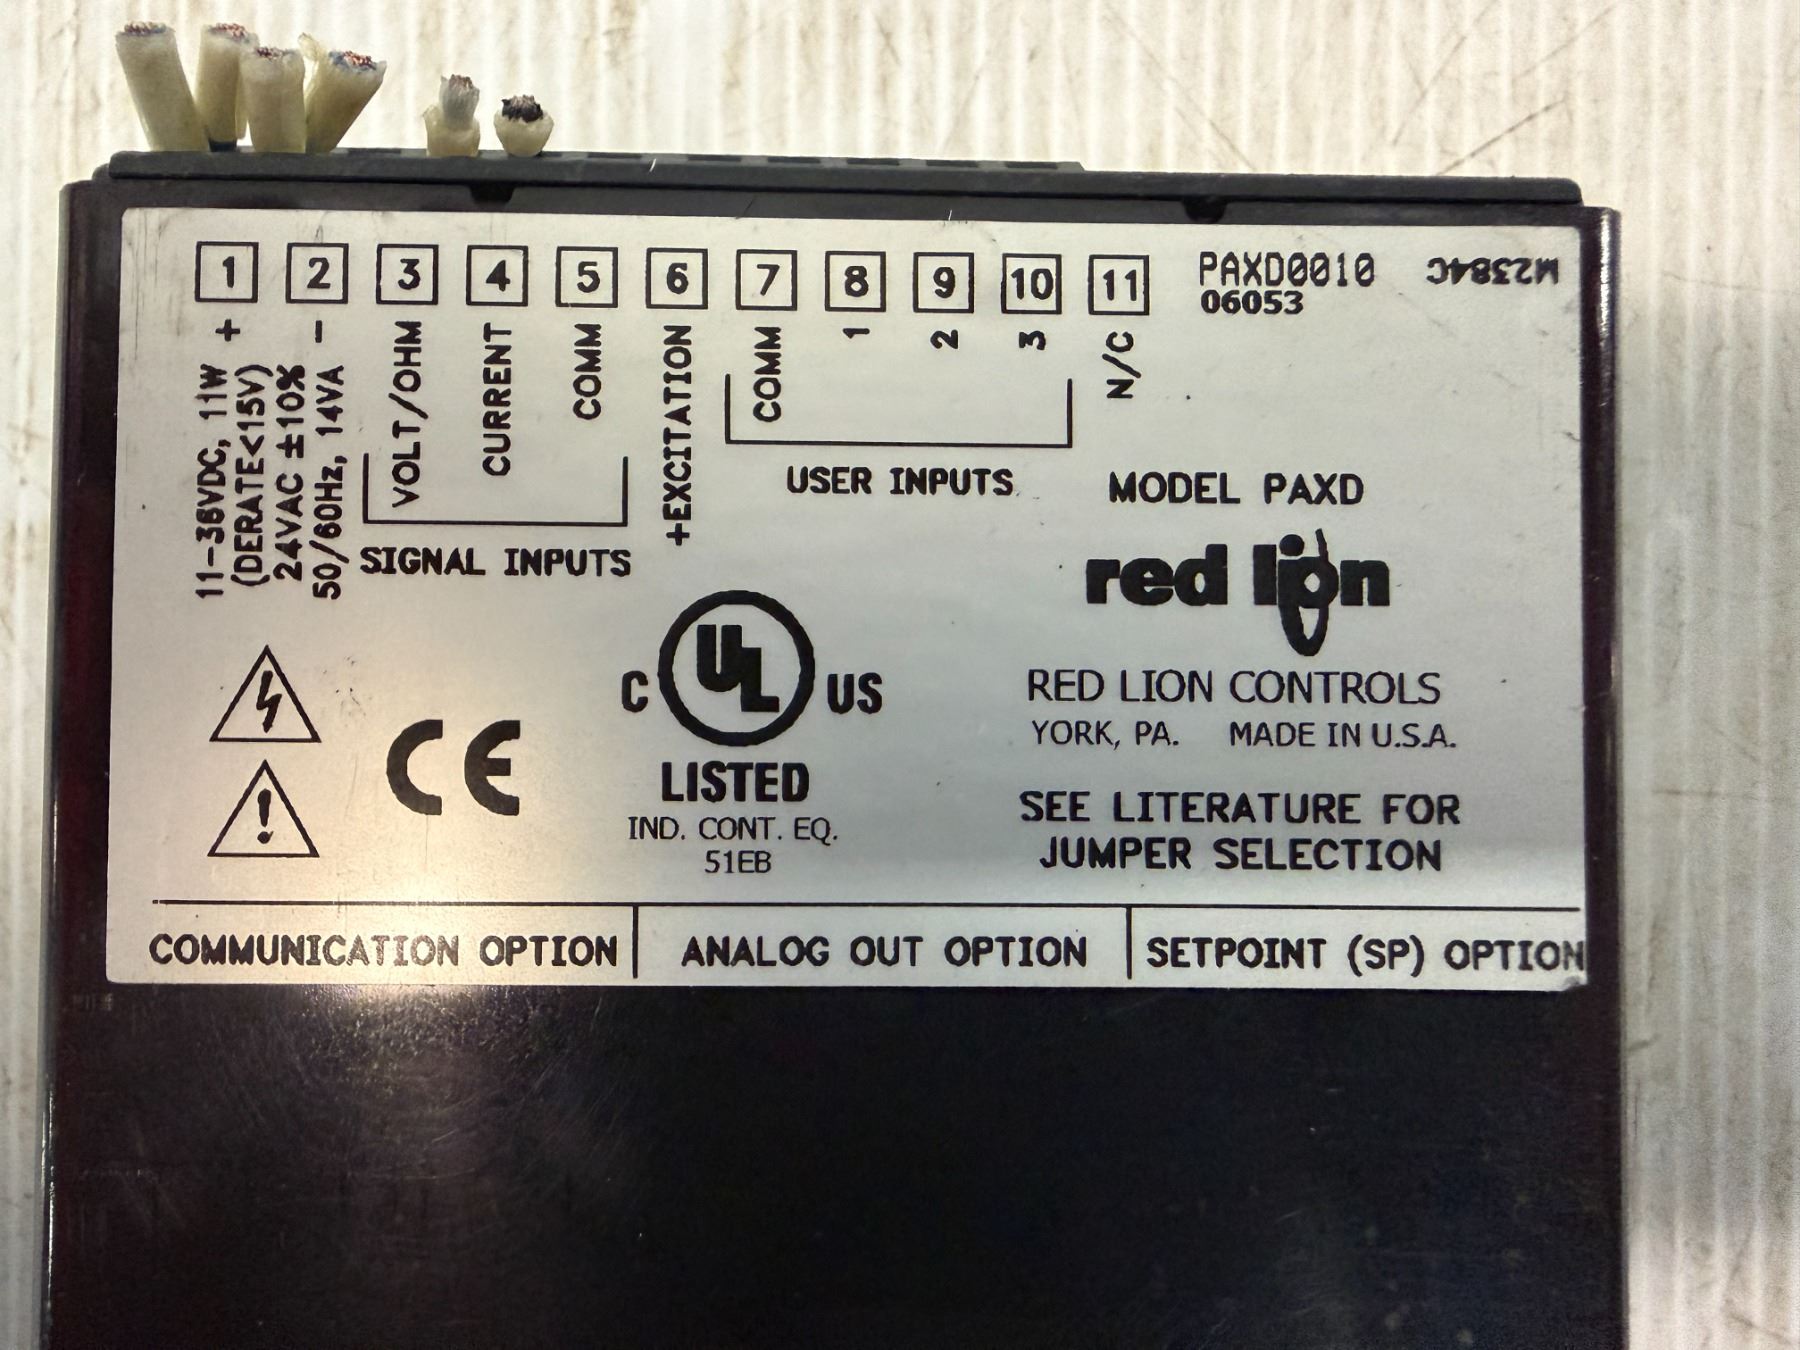 1 2 3 4 5 6 7 8 9 10 11
PAXD0010
06053
M2384C
+ -
11-36VDC, 11W
(DERATE<15V)
24VAC ±10%
50/60Hz, 14VA
VOLT/OHM
CURRENT
COMM
SIGNAL INPUTS
+EXCITATION
COMM
1
2
3
USER INPUTS
N/C
MODEL PAXD
red lion
RED LION CONTROLS
YORK, PA. MADE IN U.S.A.
SEE LITERATURE FOR
JUMPER SELECTION
CE
C UL US
LISTED
IND. CONT. EQ.
51EB
COMMUNICATION OPTION
ANALOG OUT OPTION
SETPOINT (SP) OPTION